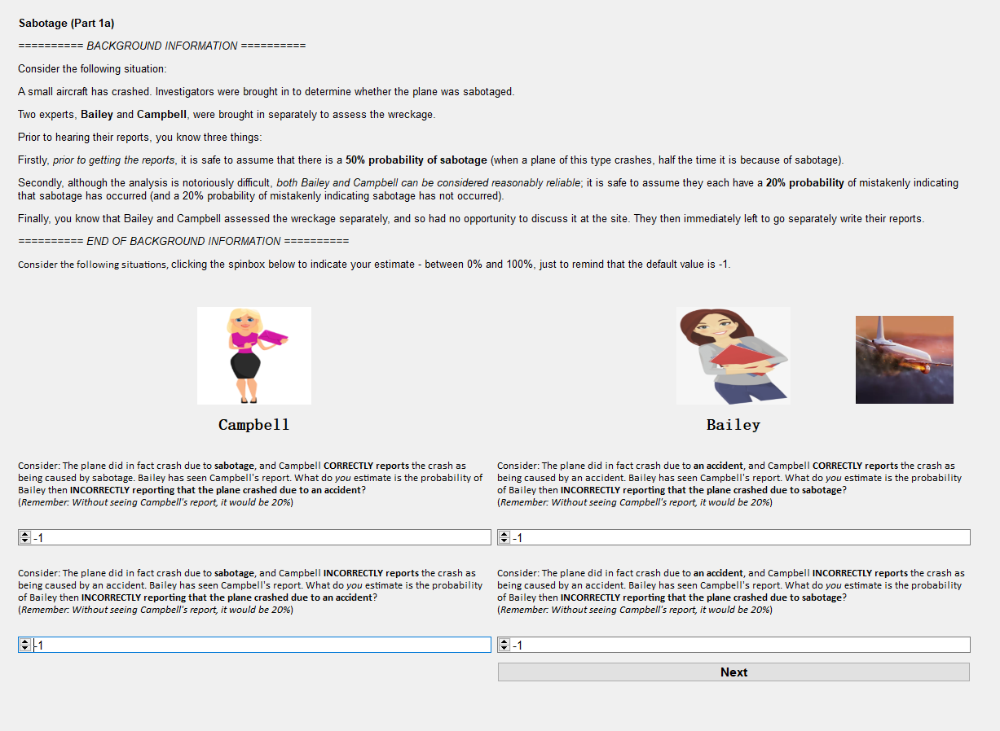 Sabotage (Part 1a)
========== BACKGROUND INFORMATION ==========
Consider the following situation:
A small aircraft has crashed. Investigators were brought in to determine whether the plane was sabotaged.
Two experts, Bailey and Campbell, were brought in separately to assess the wreckage.
Prior to hearing their reports, you know three things:
Firstly, prior to getting the reports, it is safe to assume that there is a 50% probability of sabotage (when a plane of this type crashes, half the time it is because of sabotage).
Secondly, although the analysis is notoriously difficult, both Bailey and Campbell can be considered reasonably reliable; it is safe to assume they each have a 20% probability of mistakenly indicating
that sabotage has occurred (and a 20% probability of mistakenly indicating sabotage has not occurred).
Finally, you know that Bailey and Campbell assessed the wreckage separately, and so had no opportunity to discuss it at the site. They then immediately left to go separately write their reports.
========== END OF BACKGROUND INFORMATION ==========
Consider the following situations, clicking the spinbox below to indicate your estimate - between 0% and 100%, just to remind that the default value is -1.
Campbell
Bailey
Consider: The plane did in fact crash due to sabotage, and Campbell CORRECTLY reports the crash as
being caused by sabotage. Bailey has seen Campbell's report. What do you estimate is the probability of
Bailey then INCORRECTLY reporting that the plane crashed due to an accident?
(Remember: Without seeing Campbell's report, it would be 20%)
-1
Consider: The plane did in fact crash due to an accident, and Campbell CORRECTLY reports the crash as
being caused by an accident. Bailey has seen Campbell's report. What do you estimate is the probability
of Bailey then INCORRECTLY reporting that the plane crashed due to sabotage?
(Remember: Without seeing Campbell's report, it would be 20%)
-1
Consider: The plane did in fact crash due to sabotage, and Campbell INCORRECTLY reports the crash as
being caused by an accident. Bailey has seen Campbell's report. What do you estimate is the probability
of Bailey then INCORRECTLY reporting that the plane crashed due to an accident?
(Remember: Without seeing Campbell's report, it would be 20%)
-1
Consider: The plane did in fact crash due to an accident, and Campbell INCORRECTLY reports the crash as
being caused by an accident. Bailey has seen Campbell's report. What do you estimate is the probability
of Bailey then INCORRECTLY reporting that the plane crashed due to sabotage?
(Remember: Without seeing Campbell's report, it would be 20%)
-1
Next